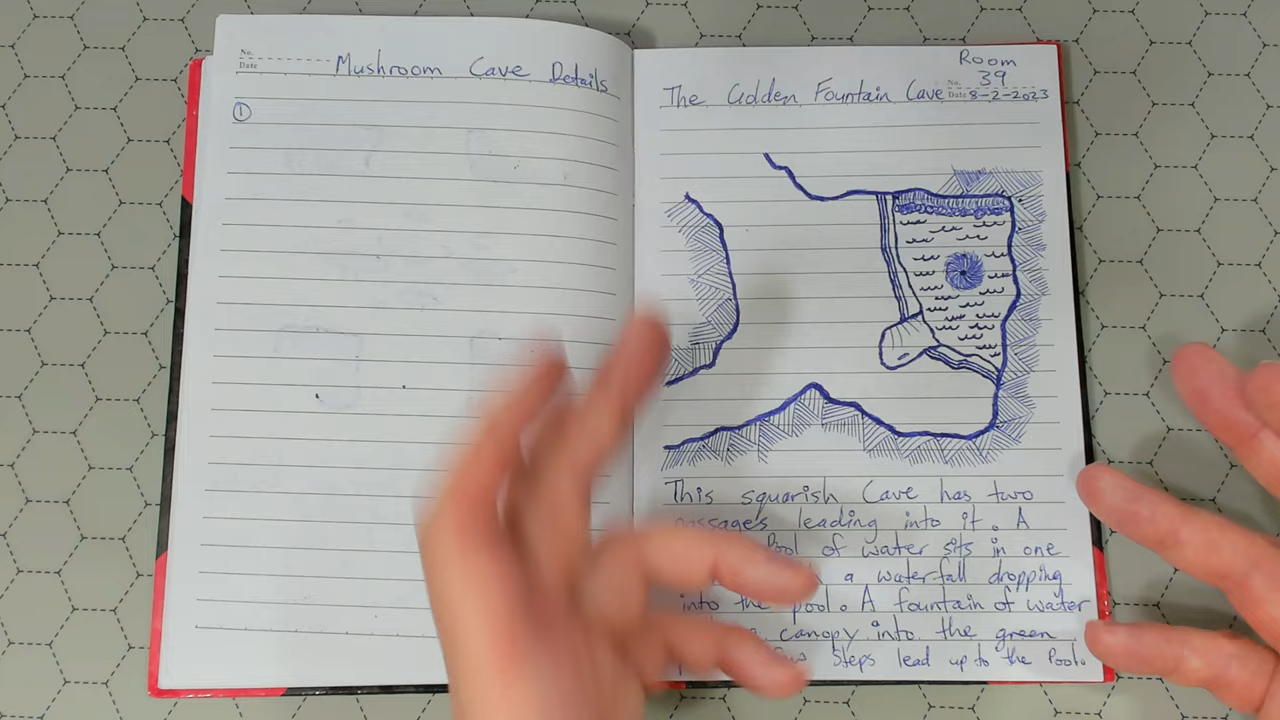 No.
Date
Mushroom Cave Details
①
Room
39
The Golden Fountain Cave
No.
Date 8-2-2023
This squarish Cave has two
passages leading into it. A
Pool of water sits in one
a waterfall dropping
into the pool. A fountain of water
canopy into the green
Steps lead up to the Pool.